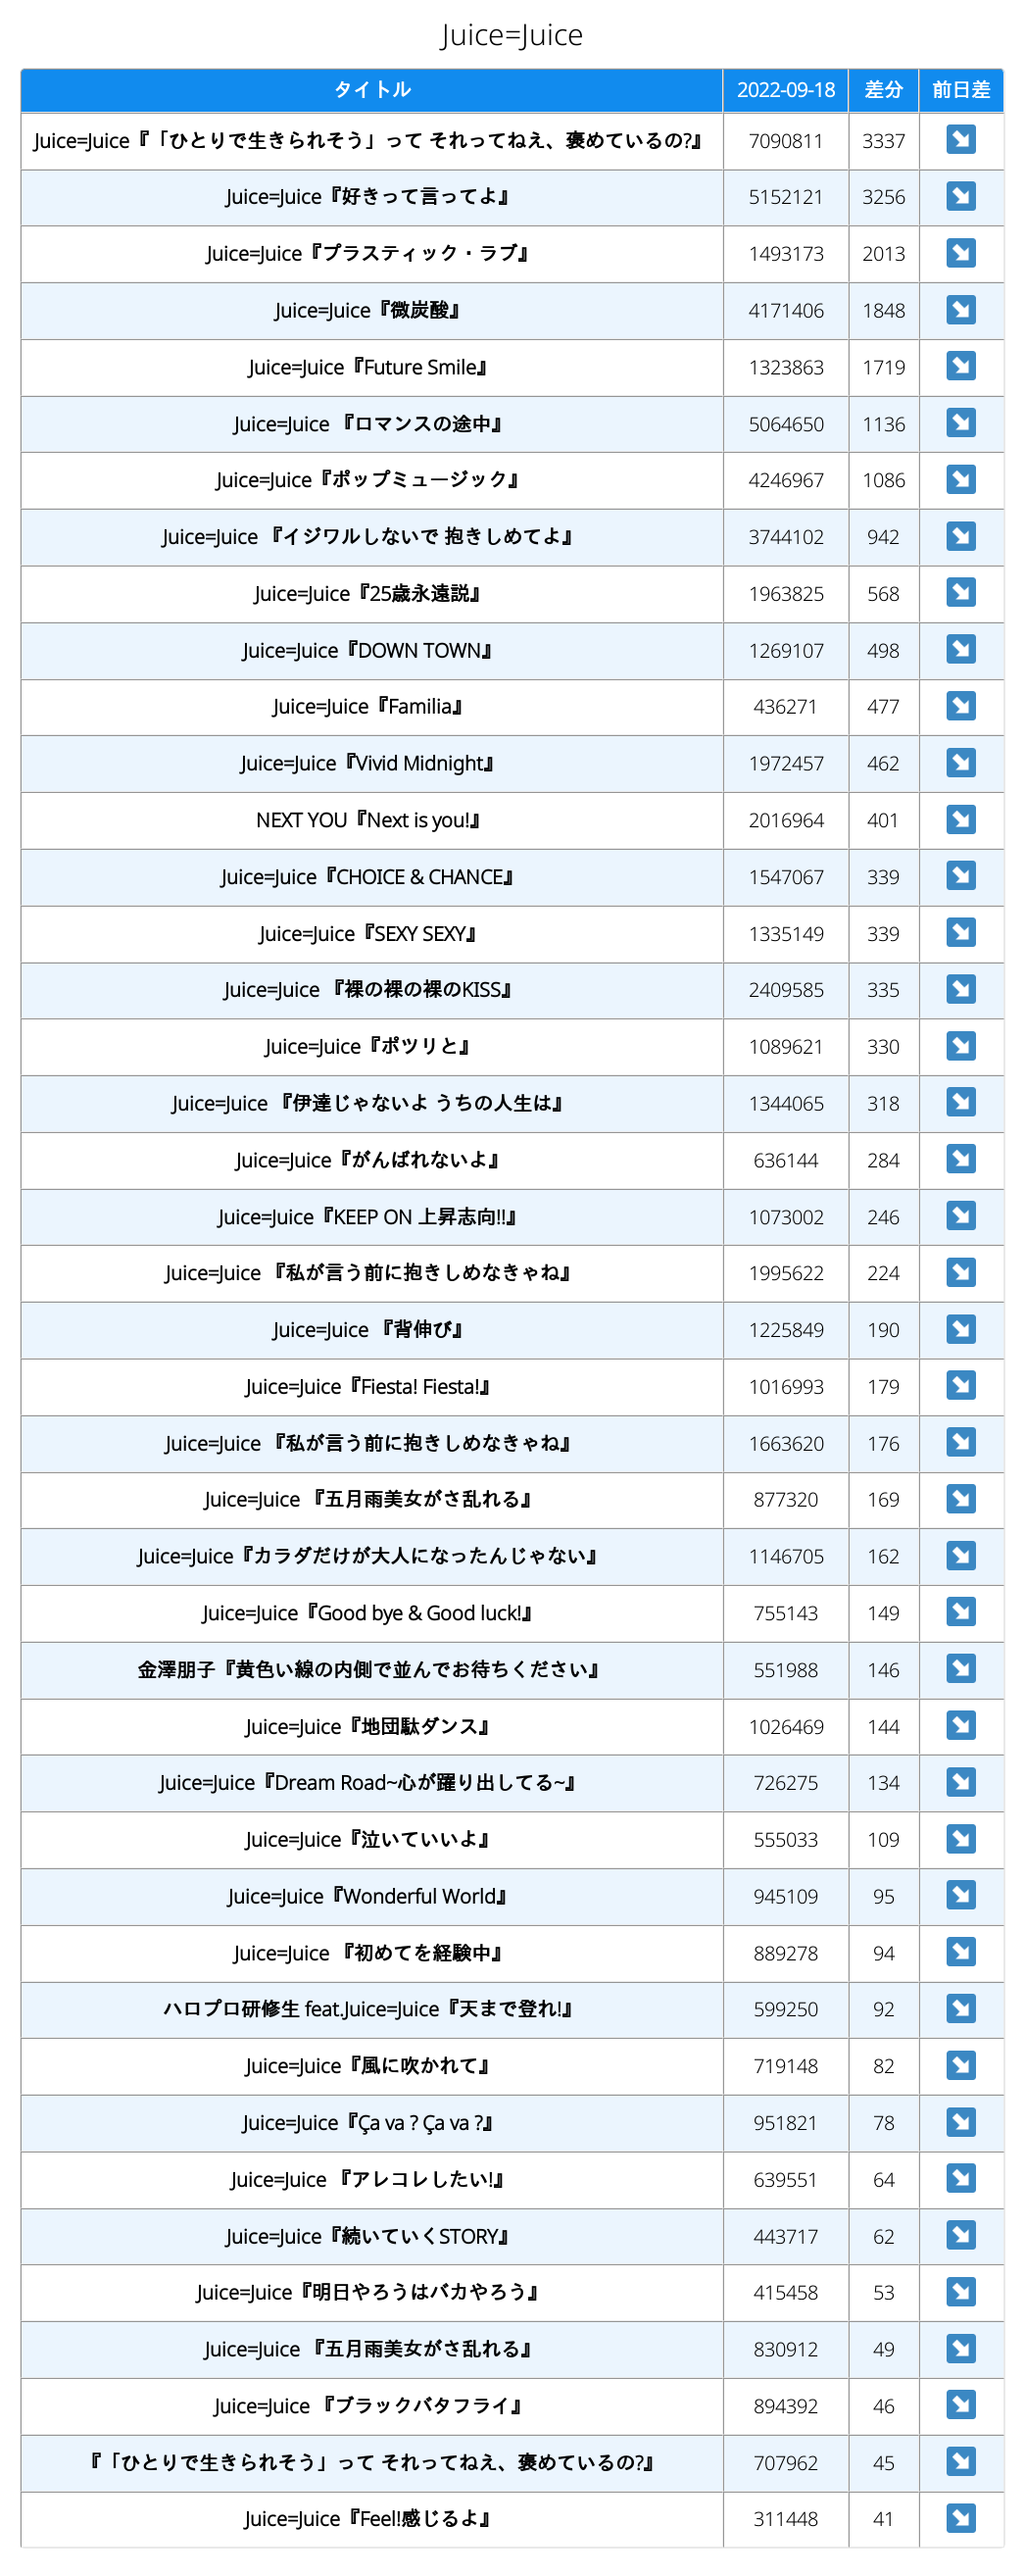 Juice=Juice
タイトル 2022-09-18 差分 前日差
Juice=Juice『「ひとりで生きられそう」って それってねえ、褒めているの?』 7090811 3337 ↘
Juice=Juice『好きって言ってよ』 5152121 3256 ↘
Juice=Juice『プラスティック・ラブ』 1493173 2013 ↘
Juice=Juice『微炭酸』 4171406 1848 ↘
Juice=Juice『Future Smile』 1323863 1719 ↘
Juice=Juice 『ロマンスの途中』 5064650 1136 ↘
Juice=Juice『ポップミュージック』 4246967 1086 ↘
Juice=Juice 『イジワルしないで 抱きしめてよ』 3744102 942 ↘
Juice=Juice『25歳永遠説』 1963825 568 ↘
Juice=Juice『DOWN TOWN』 1269107 498 ↘
Juice=Juice『Familia』 436271 477 ↘
Juice=Juice『Vivid Midnight』 1972457 462 ↘
NEXT YOU『Next is you!』 2016964 401 ↘
Juice=Juice『CHOICE & CHANCE』 1547067 339 ↘
Juice=Juice『SEXY SEXY』 1335149 339 ↘
Juice=Juice 『裸の裸の裸のKISS』 2409585 335 ↘
Juice=Juice『ポツリと』 1089621 330 ↘
Juice=Juice 『伊達じゃないよ うちの人生は』 1344065 318 ↘
Juice=Juice『がんばれないよ』 636144 284 ↘
Juice=Juice『KEEP ON 上昇志向!!』 1073002 246 ↘
Juice=Juice 『私が言う前に抱きしめなきゃね』 1995622 224 ↘
Juice=Juice 『背伸び』 1225849 190 ↘
Juice=Juice『Fiesta! Fiesta!』 1016993 179 ↘
Juice=Juice 『私が言う前に抱きしめなきゃね』 1663620 176 ↘
Juice=Juice 『五月雨美女がさ乱れる』 877320 169 ↘
Juice=Juice『カラダだけが大人になったんじゃない』 1146705 162 ↘
Juice=Juice『Good bye & Good luck!』 755143 149 ↘
金澤朋子『黄色い線の内側で並んでお待ちください』 551988 146 ↘
Juice=Juice『地団駄ダンス』 1026469 144 ↘
Juice=Juice『Dream Road~心が躍り出してる~』 726275 134 ↘
Juice=Juice『泣いていいよ』 555033 109 ↘
Juice=Juice『Wonderful World』 945109 95 ↘
Juice=Juice 『初めてを経験中』 889278 94 ↘
ハロプロ研修生 feat.Juice=Juice『天まで登れ!』 599250 92 ↘
Juice=Juice『風に吹かれて』 719148 82 ↘
Juice=Juice『Ça va ? Ça va ?』 951821 78 ↘
Juice=Juice 『アレコレしたい!』 639551 64 ↘
Juice=Juice『続いていくSTORY』 443717 62 ↘
Juice=Juice『明日やろうはバカやろう』 415458 53 ↘
Juice=Juice 『五月雨美女がさ乱れる』 830912 49 ↘
Juice=Juice 『ブラックバタフライ』 894392 46 ↘
『「ひとりで生きられそう」って それってねえ、褒めているの?』 707962 45 ↘
Juice=Juice『Feel!感じるよ』 311448 41 ↘